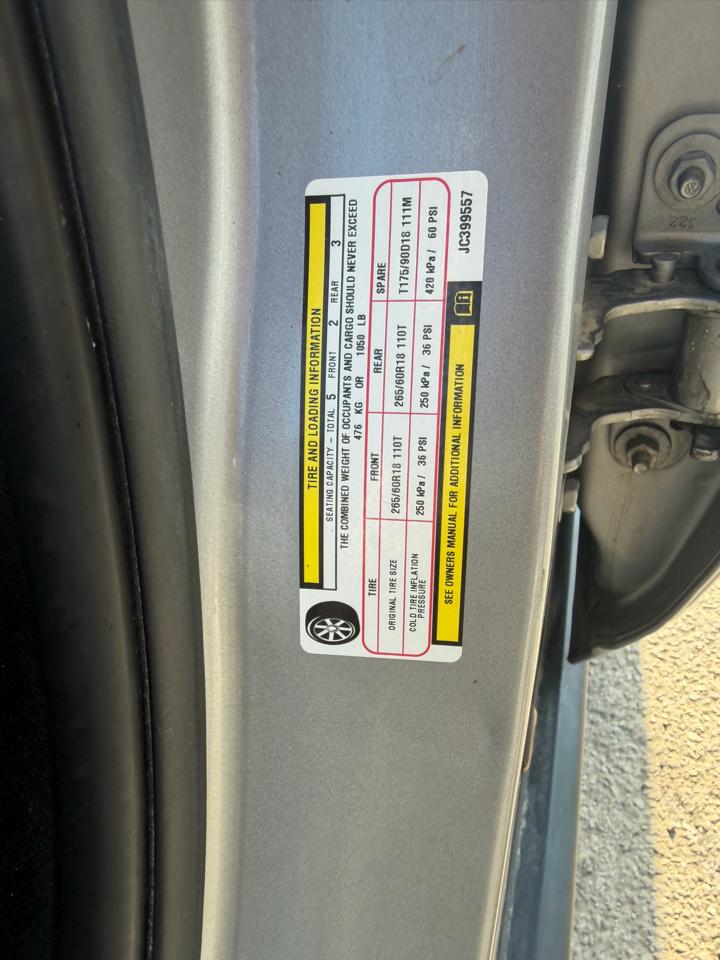 TIRE AND LOADING INFORMATION
SEATING CAPACITY – TOTAL 5 FRONT 2 REAR 3
THE COMBINED WEIGHT OF OCCUPANTS AND CARGO SHOULD NEVER EXCEED
476 KG OR 1050 LB
TIRE FRONT REAR SPARE
ORIGINAL TIRE SIZE 265/60R18 110T 265/60R18 110T T175/90D18 111M
COLD TIRE INFLATION PRESSURE 250 kPa / 36 PSI 250 kPa / 36 PSI 420 kPa / 60 PSI
SEE OWNERS MANUAL FOR ADDITIONAL INFORMATION
JC399557
322